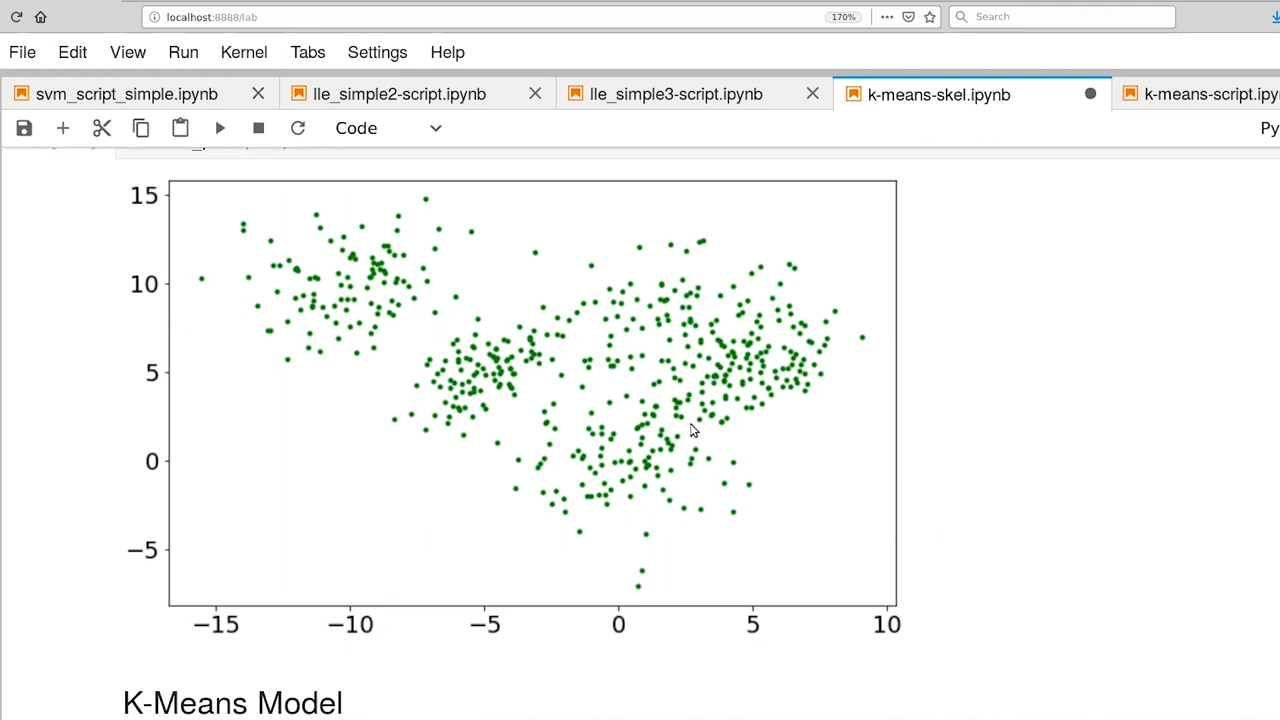 localhost:8888/lab
170%
Search
File Edit View Run Kernel Tabs Settings Help
svm_script_simple.ipynb
lle_simple2-script.ipynb
lle_simple3-script.ipynb
k-means-skel.ipynb
k-means-script.ipy
Code
Py
15
10
5
0
−5
−15 −10 −5 0 5 10
K-Means Model